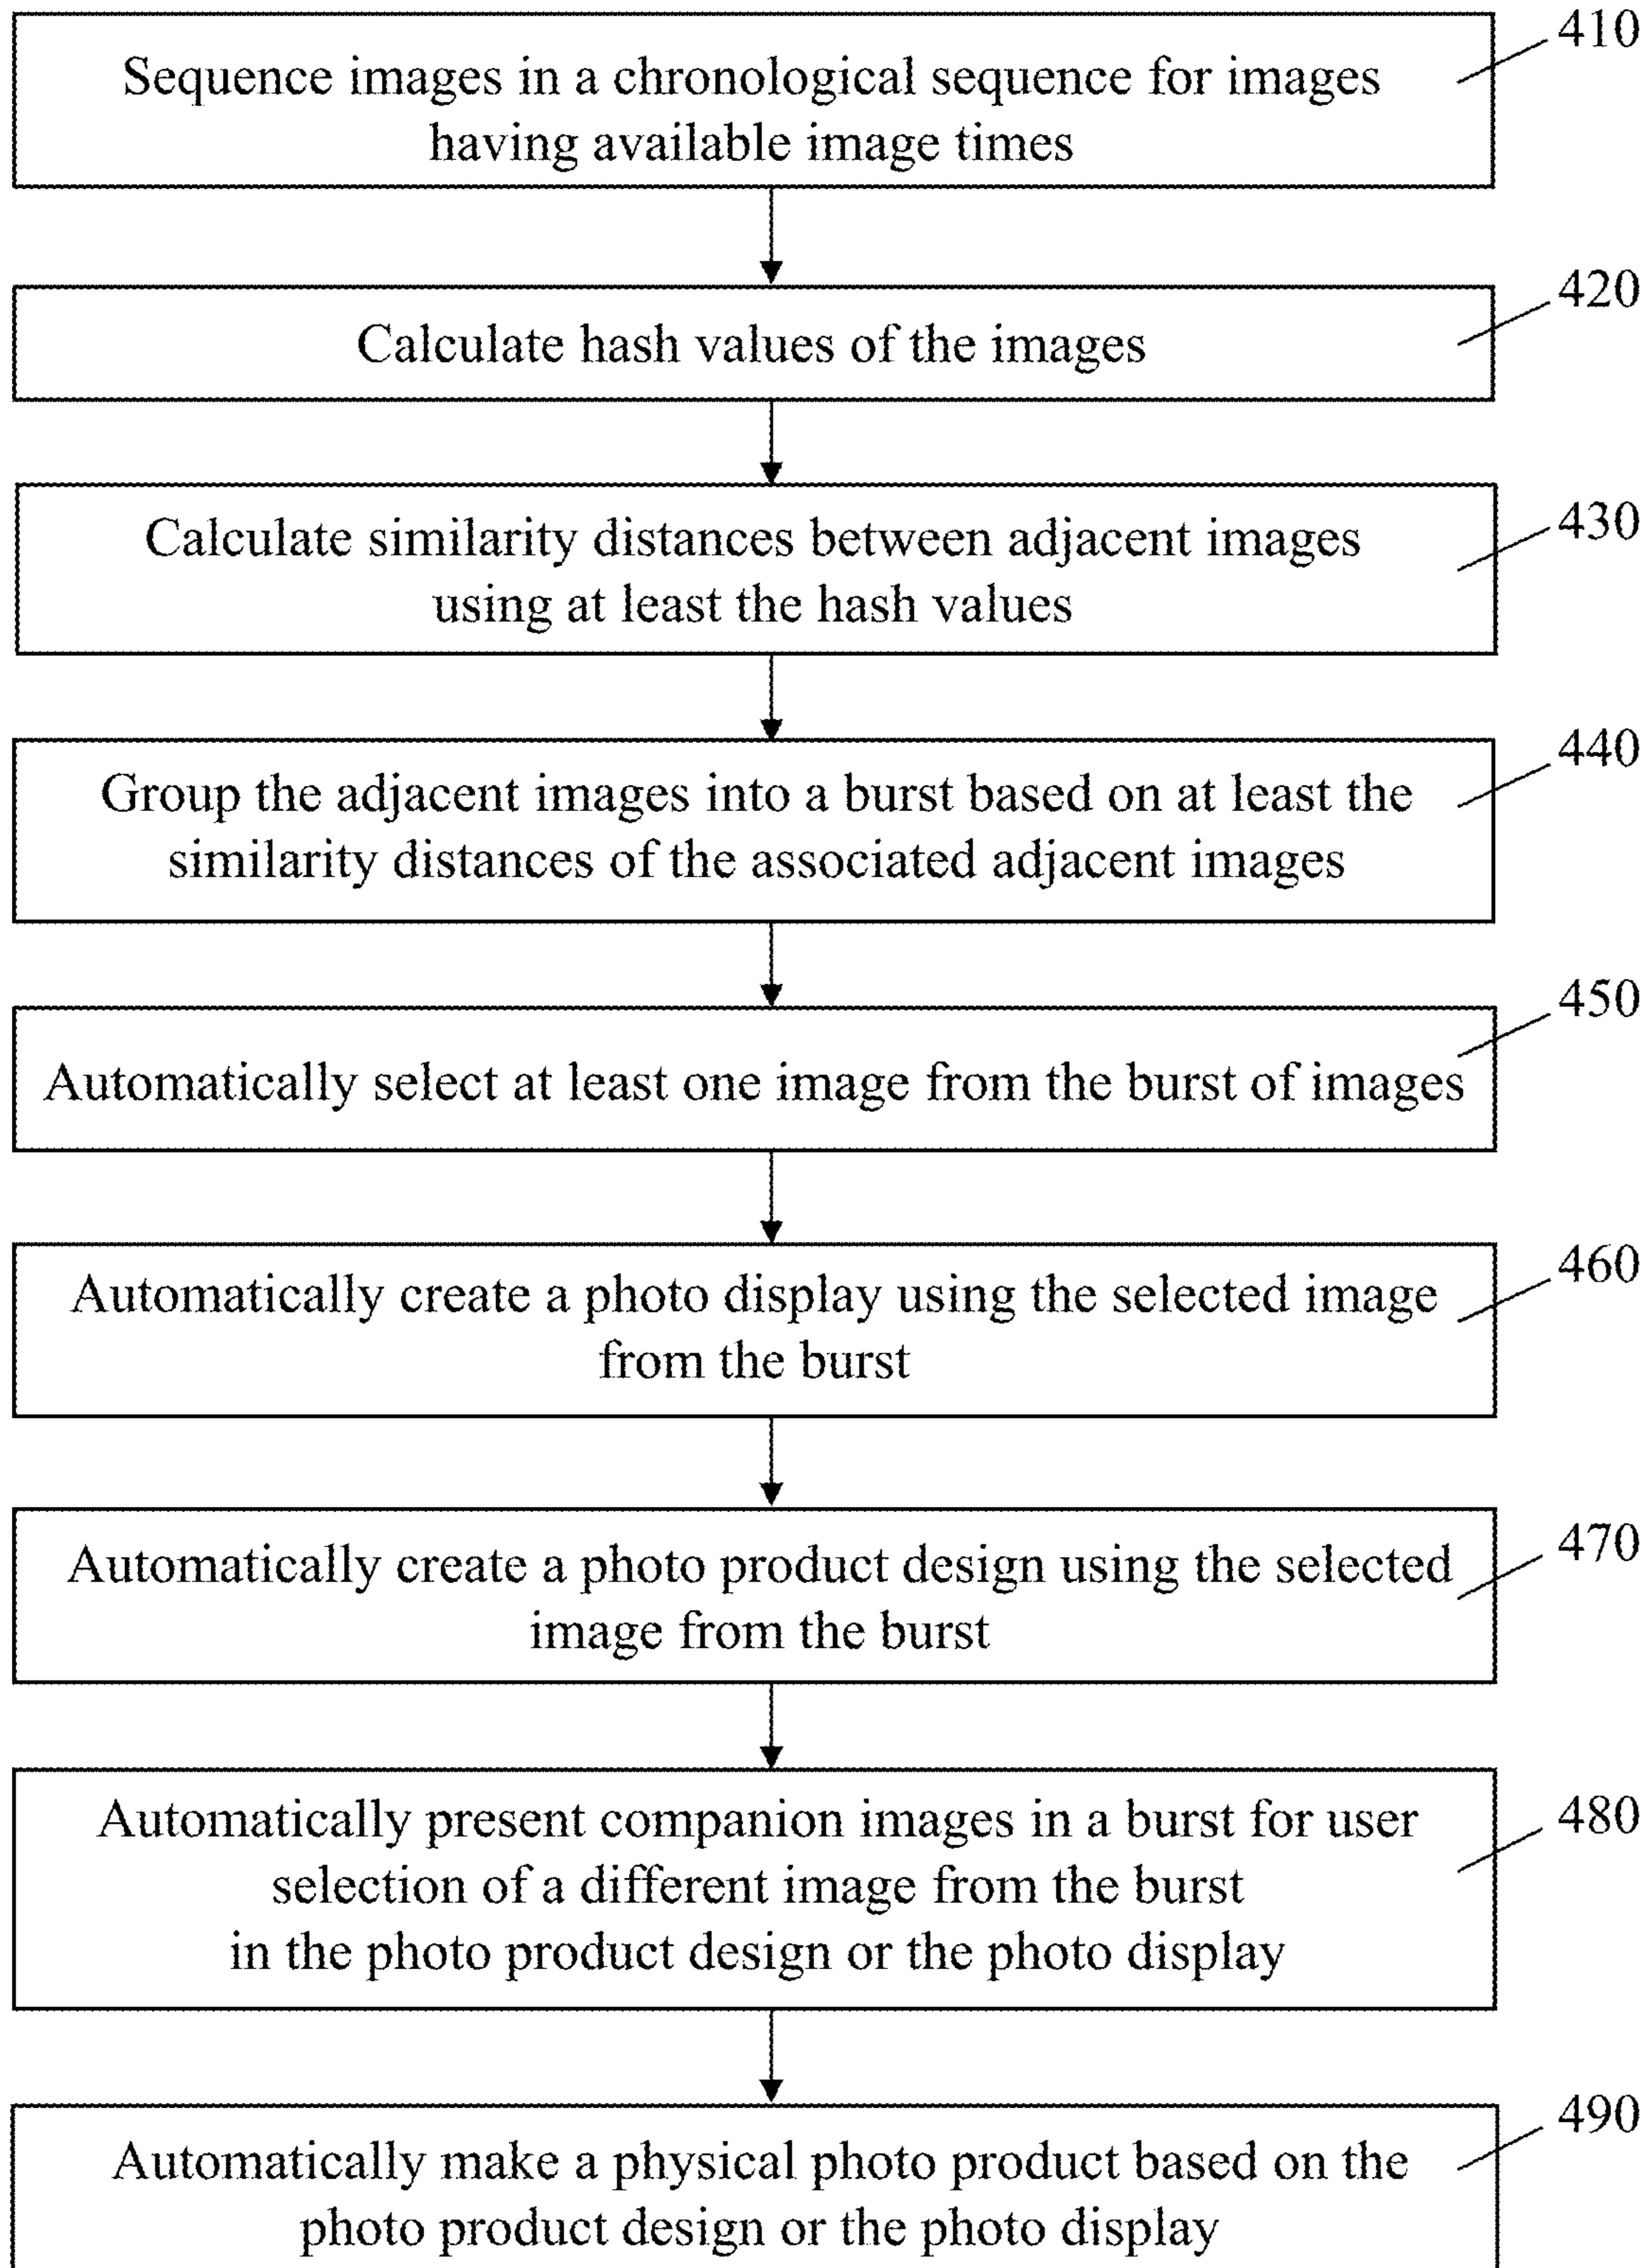 410
Sequence images in a chronological sequence for images
having available image times
420
Calculate hash values of the images
430
Calculate similarity distances between adjacent images
using at least the hash values
440
Group the adjacent images into a burst based on at least the
similarity distances of the associated adjacent images
450
Automatically select at least one image from the burst of images
460
Automatically create a photo display using the selected image
from the burst
470
Automatically create a photo product design using the selected
image from the burst
480
Automatically present companion images in a burst for user
selection of a different image from the burst
in the photo product design or the photo display
490
Automatically make a physical photo product based on the
photo product design or the photo display